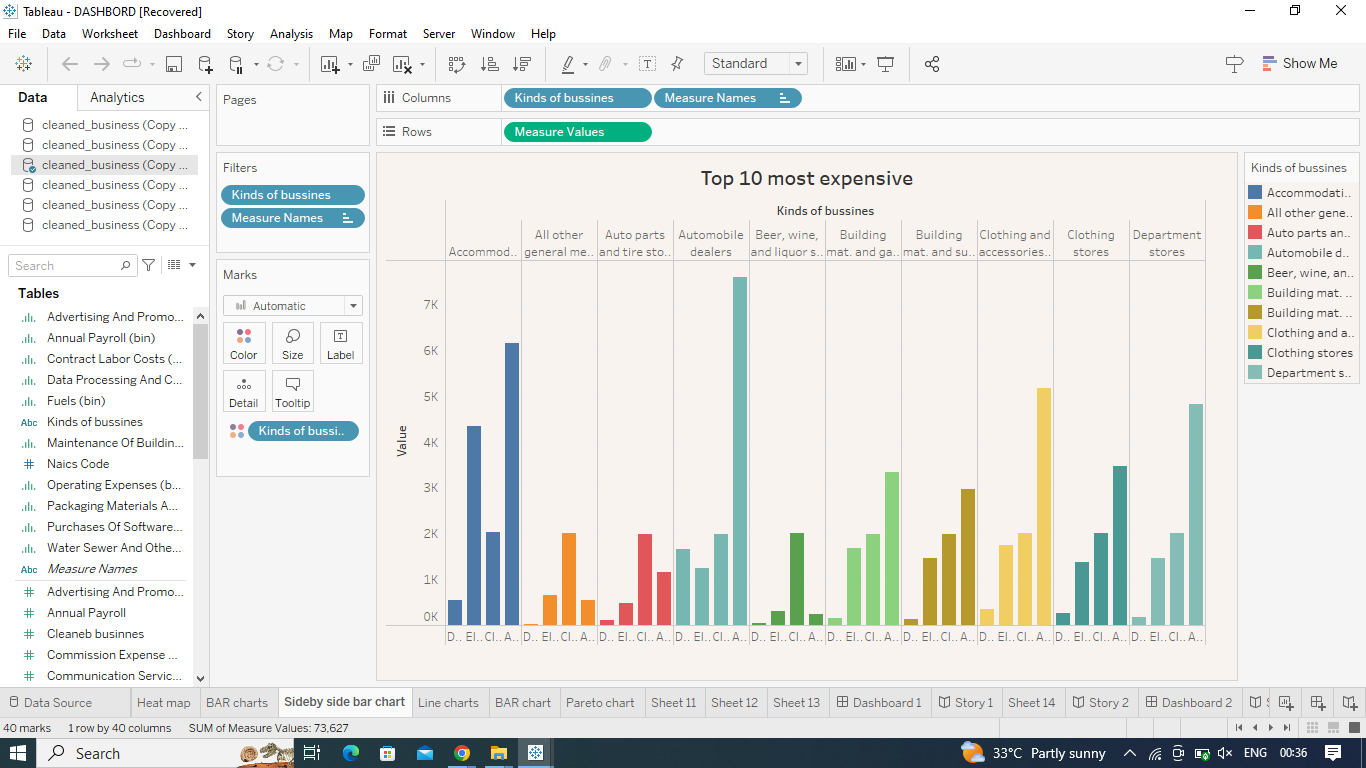 Tableau - DASHBORD [Recovered]
File Data Worksheet Dashboard Story Analysis Map Format Server Window Help
Standard
Show Me
Data Analytics
cleaned_business (Copy ...
cleaned_business (Copy ...
cleaned_business (Copy ...
cleaned_business (Copy ...
cleaned_business (Copy ...
cleaned_business (Copy ...
Search
Tables
Advertising And Promo...
Annual Payroll (bin)
Contract Labor Costs (...
Data Processing And C...
Fuels (bin)
Abc Kinds of bussines
Maintenance Of Buildin...
Naics Code
Operating Expenses (b...
Packaging Materials A...
Purchases Of Software...
Water Sewer And Othe...
Abc Measure Names
Advertising And Promo...
Annual Payroll
Cleaneb businnes
Commission Expense ...
Communication Servic...
Pages
Filters
Kinds of bussines
Measure Names
Marks
Automatic
Color Size Label
Detail Tooltip
Kinds of bussi..
Columns Kinds of bussines Measure Names
Rows Measure Values
Top 10 most expensive
Kinds of bussines
Accommod..
All other general me..
Auto parts and tire sto..
Automobile dealers
Beer, wine, and liquor s..
Building mat. and ga..
Building mat. and su..
Clothing and accessories..
Clothing stores
Department stores
Value
7K
6K
5K
4K
3K
2K
1K
0K
D.. El.. Cl.. A.. D.. El.. Cl.. A.. D.. El.. Cl.. A.. D.. El.. Cl.. A.. D.. El.. Cl.. A.. D.. El.. Cl.. A.. D.. El.. Cl.. A.. D.. El.. Cl.. A.. D.. El.. Cl.. A.. D.. El.. Cl.. A..
Kinds of bussines
Accommodati..
All other gene..
Auto parts an..
Automobile d..
Beer, wine, an..
Building mat. ..
Building mat. ..
Clothing and a..
Clothing stores
Department s..
Data Source Heat map BAR charts Sideby side bar chart Line charts BAR chart Pareto chart Sheet 11 Sheet 12 Sheet 13 Dashboard 1 Story 1 Sheet 14 Story 2 Dashboard 2
40 marks 1 row by 40 columns SUM of Measure Values: 73,627
Search
33°C Partly sunny
ENG 00:36